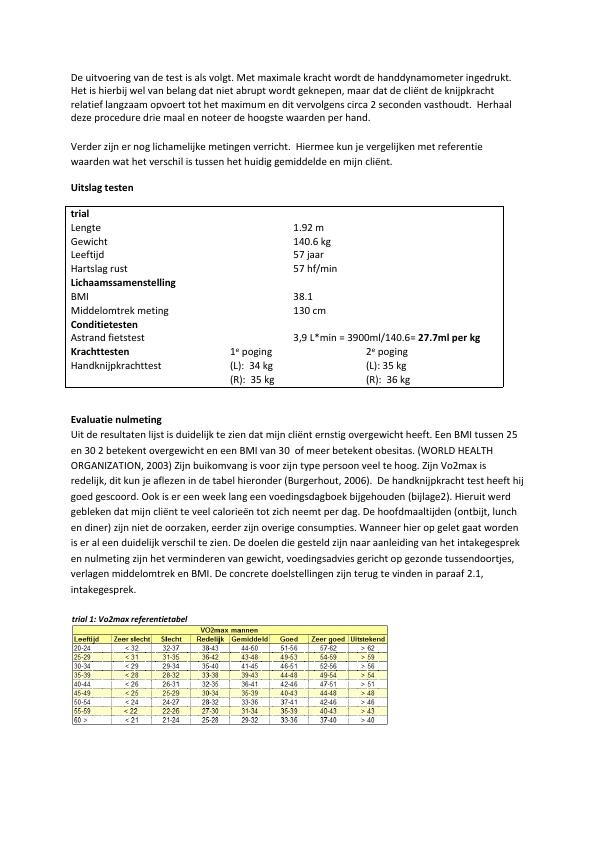 De uitvoering van de test is als volgt. Met maximale kracht wordt de handdynamometer ingedrukt.
Het is hierbij wel van belang dat niet abrupt wordt geknepen, maar dat de cliënt de knijpkracht
relatief langzaam opvoert tot het maximum en dit vervolgens circa 2 seconden vasthoudt. Herhaal
deze procedure drie maal en noteer de hoogste waarden per hand.
Verder zijn er nog lichamelijke metingen verricht. Hiermee kun je vergelijken met referentie
waarden wat het verschil is tussen het huidig gemiddelde en mijn cliënt.
Uitslag testen
trial
Lengte 1.92 m
Gewicht 140.6 kg
Leeftijd 57 jaar
Hartslag rust 57 hf/min
Lichaamssamenstelling
BMI 38.1
Middelomtrek meting 130 cm
Conditietesten
Astrand fietstest 3,9 L*min = 3900ml/140.6= 27.7ml per kg
Krachttesten 1e poging 2e poging
Handknijpkrachttest (L): 34 kg (L): 35 kg
(R): 35 kg (R): 36 kg
Evaluatie nulmeting
Uit de resultaten lijst is duidelijk te zien dat mijn cliënt ernstig overgewicht heeft. Een BMI tussen 25
en 30 2 betekent overgewicht en een BMI van 30 of meer betekent obesitas. (WORLD HEALTH
ORGANIZATION, 2003) Zijn buikomvang is voor zijn type persoon veel te hoog. Zijn Vo2max is
redelijk, dit kun je aflezen in de tabel hieronder (Burgerhout, 2006). De handknijpkracht test heeft hij
goed gescoord. Ook is er een week lang een voedingsdagboek bijgehouden (bijlage2). Hieruit werd
gebleken dat mijn cliënt te veel calorieën tot zich neemt per dag. De hoofdmaaltijden (ontbijt, lunch
en diner) zijn niet de oorzaken, eerder zijn overige consumpties. Wanneer hier op gelet gaat worden
is er al een duidelijk verschil te zien. De doelen die gesteld zijn naar aanleiding van het intakegesprek
en nulmeting zijn het verminderen van gewicht, voedingsadvies gericht op gezonde tussendoortjes,
verlagen middelomtrek en BMI. De concrete doelstellingen zijn terug te vinden in paraaf 2.1,
intakegesprek.
trial 1: Vo2max referentietabel
VO2max mannen
Leeftijd Zeer slecht Slecht Redelijk Gemiddeld Goed Zeer goed Uitstekend
20-24 < 32 32-37 38-43 44-50 51-56 57-62 > 62
25-29 < 31 31-35 36-42 43-48 49-53 54-59 > 59
30-34 < 29 29-34 35-40 41-45 46-51 52-56 > 56
35-39 < 28 28-32 33-38 39-43 44-48 49-54 > 54
40-44 < 26 26-31 32-35 36-41 42-46 47-51 > 51
45-49 < 25 25-29 30-34 35-39 40-43 44-48 > 48
50-54 < 24 24-27 28-32 33-36 37-41 42-46 > 46
55-59 < 22 22-26 27-30 31-34 35-39 40-43 > 43
60 > < 21 21-24 25-28 29-32 33-36 37-40 > 40